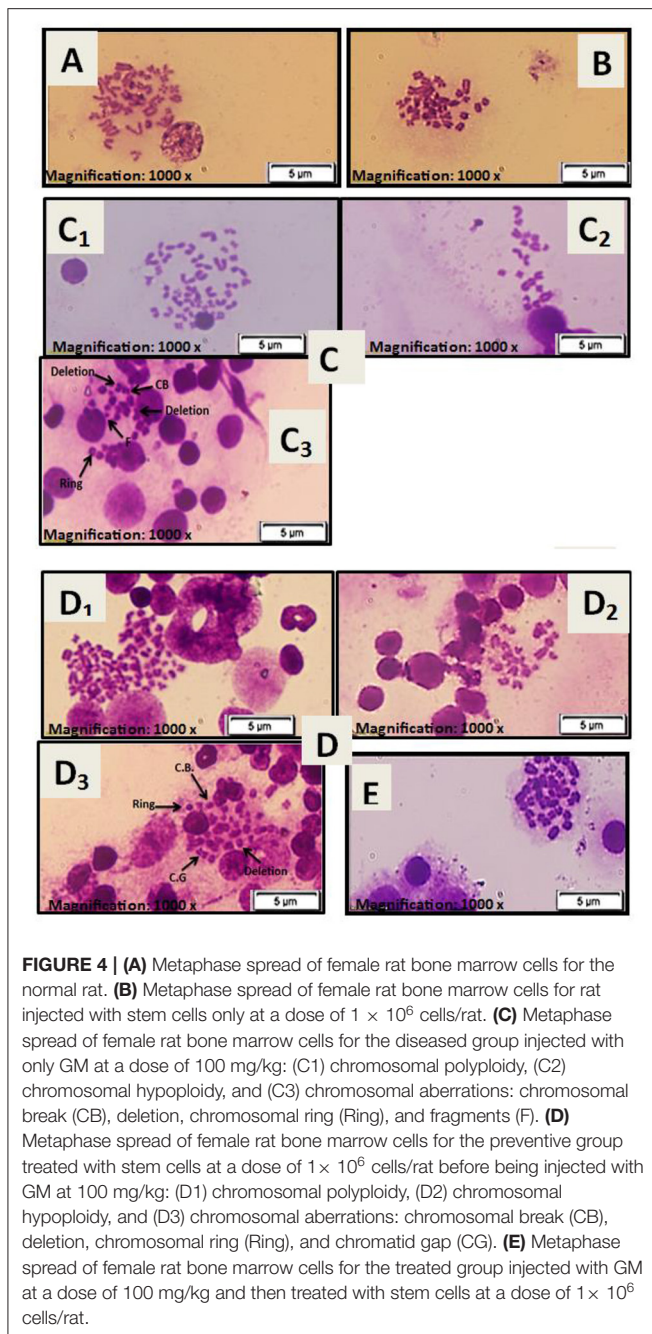 A
B
Magnification: 1000 x
5 µm
Magnification: 1000 x
5 µm
C₁
C₂
Magnification: 1000 x
5 µm
Magnification: 1000 x
5 µm
C
Deletion
CB
Deletion
F
C₃
Ring
Magnification: 1000 x
5 µm
D₁
D₂
Magnification: 1000 x
5 µm
Magnification: 1000 x
5 µm
D
D₃
C.B.
Ring
E
C.G
Deletion
Magnification: 1000 x
5 µm
Magnification: 1000 x
5 µm
FIGURE 4 | (A) Metaphase spread of female rat bone marrow cells for the
normal rat. (B) Metaphase spread of female rat bone marrow cells for rat
injected with stem cells only at a dose of 1 × 10⁶ cells/rat. (C) Metaphase
spread of female rat bone marrow cells for the diseased group injected with
only GM at a dose of 100 mg/kg: (C1) chromosomal polyploidy, (C2)
chromosomal hypoploidy, and (C3) chromosomal aberrations: chromosomal
break (CB), deletion, chromosomal ring (Ring), and fragments (F). (D)
Metaphase spread of female rat bone marrow cells for the preventive group
treated with stem cells at a dose of 1× 10⁶ cells/rat before being injected with
GM at 100 mg/kg: (D1) chromosomal polyploidy, (D2) chromosomal
hypoploidy, and (D3) chromosomal aberrations: chromosomal break (CB),
deletion, chromosomal ring (Ring), and chromatid gap (CG). (E) Metaphase
spread of female rat bone marrow cells for the treated group injected with GM
at a dose of 100 mg/kg and then treated with stem cells at a dose of 1× 10⁶
cells/rat.